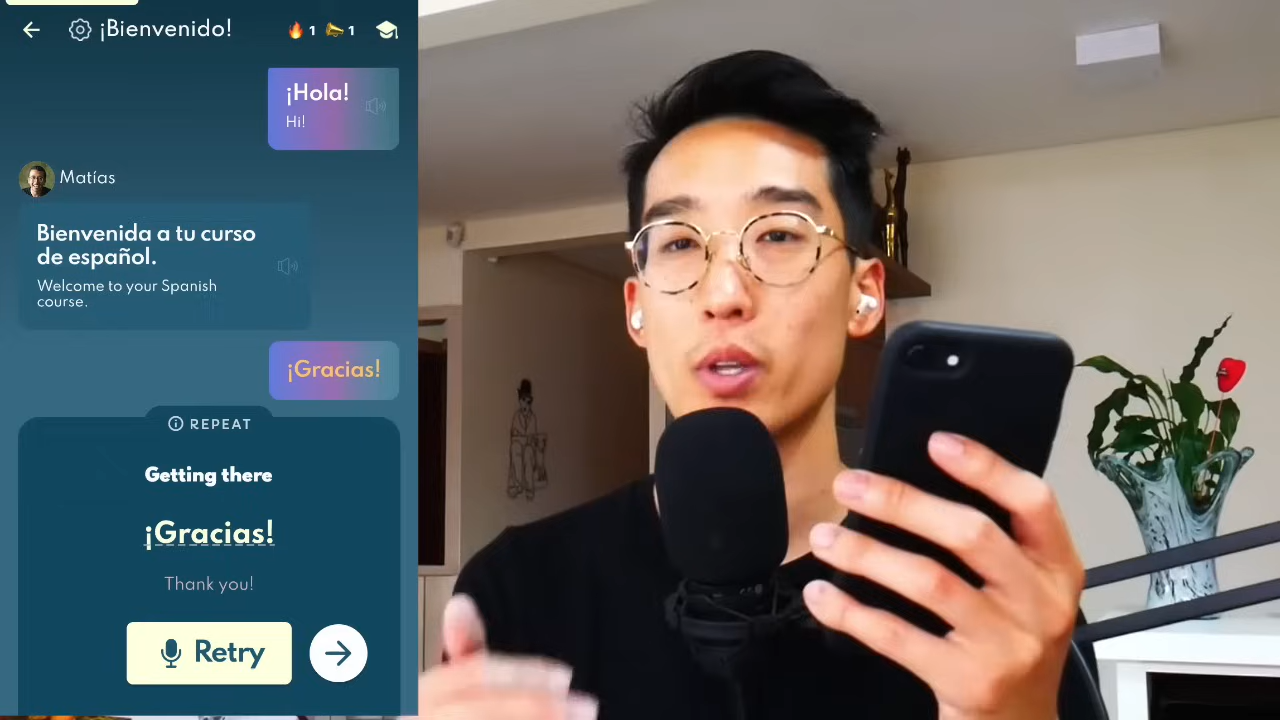 ¡Bienvenido!
1
1
¡Hola!
Hi!
Matías
Bienvenida a tu curso
de español.
Welcome to your Spanish
course.
¡Gracias!
REPEAT
Getting there
¡Gracias!
Thank you!
Retry